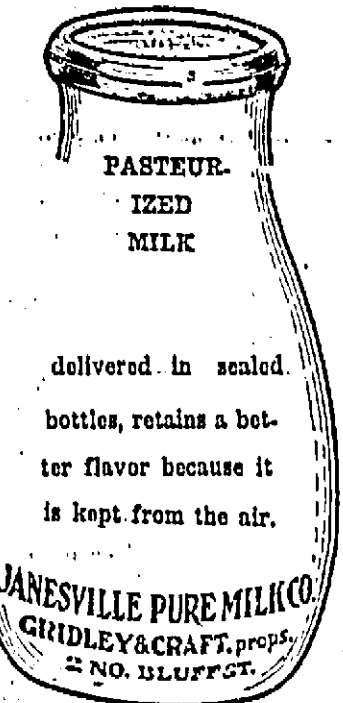 PASTEUR-
IZED
MILK
delivered in sealed
bottles, retains a bet-
ter flavor because it
is kept from the air.
JANESVILLE PURE MILK CO.
GRIDLEY & CRAFT, props.
2 NO. BLUFF ST.